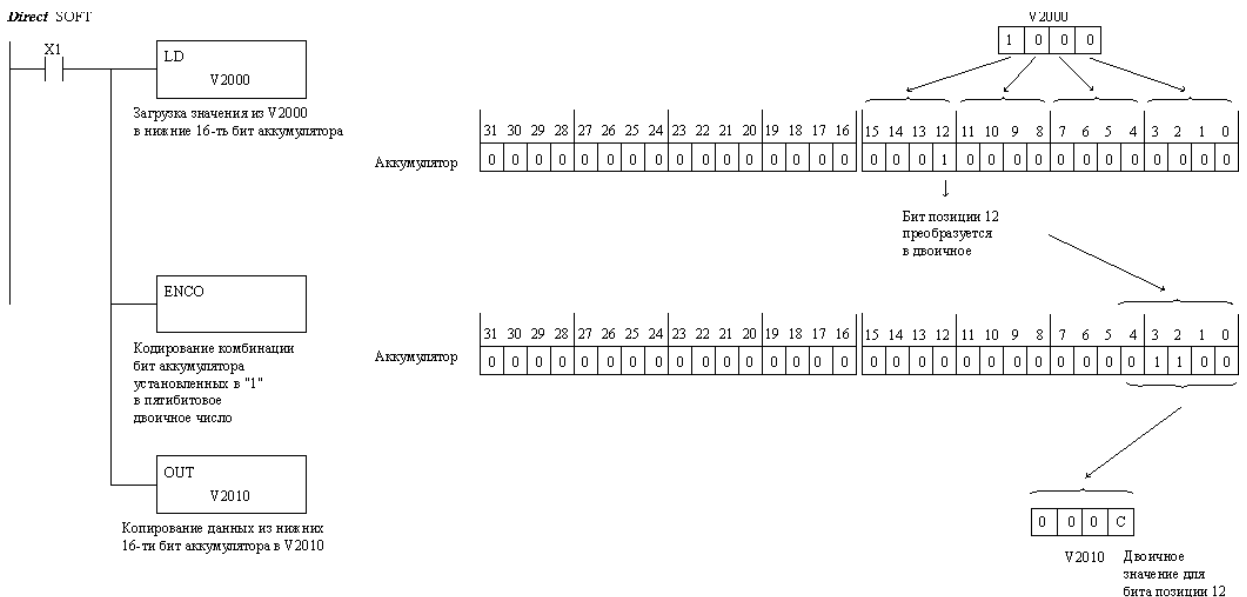 Direct SOFT
X1
LD
V2000
Загрузка значения из V2000
в нижние 16-ть бит аккумулятора
V2000
1 0 0 0
31 30 29 28 27 26 25 24 23 22 21 20 19 18 17 16 15 14 13 12 11 10 9 8 7 6 5 4 3 2 1 0
Аккумулятор 0 0 0 0 0 0 0 0 0 0 0 0 0 0 0 0 0 0 0 1 0 0 0 0 0 0 0 0 0 0 0 0
Бит позиции 12
преобразуется
в двоичное
ENCO
Кодирование комбинации
бит аккумулятора
установленных в "1"
в пятибитовое
двоичное число
31 30 29 28 27 26 25 24 23 22 21 20 19 18 17 16 15 14 13 12 11 10 9 8 7 6 5 4 3 2 1 0
Аккумулятор 0 0 0 0 0 0 0 0 0 0 0 0 0 0 0 0 0 0 0 0 0 0 0 0 0 0 0 0 1 1 0 0
OUT
V2010
Копирование данных из нижних
16-ти бит аккумулятора в V2010
0 0 0 C
V2010
Двоичное
значение для
бита позиции 12